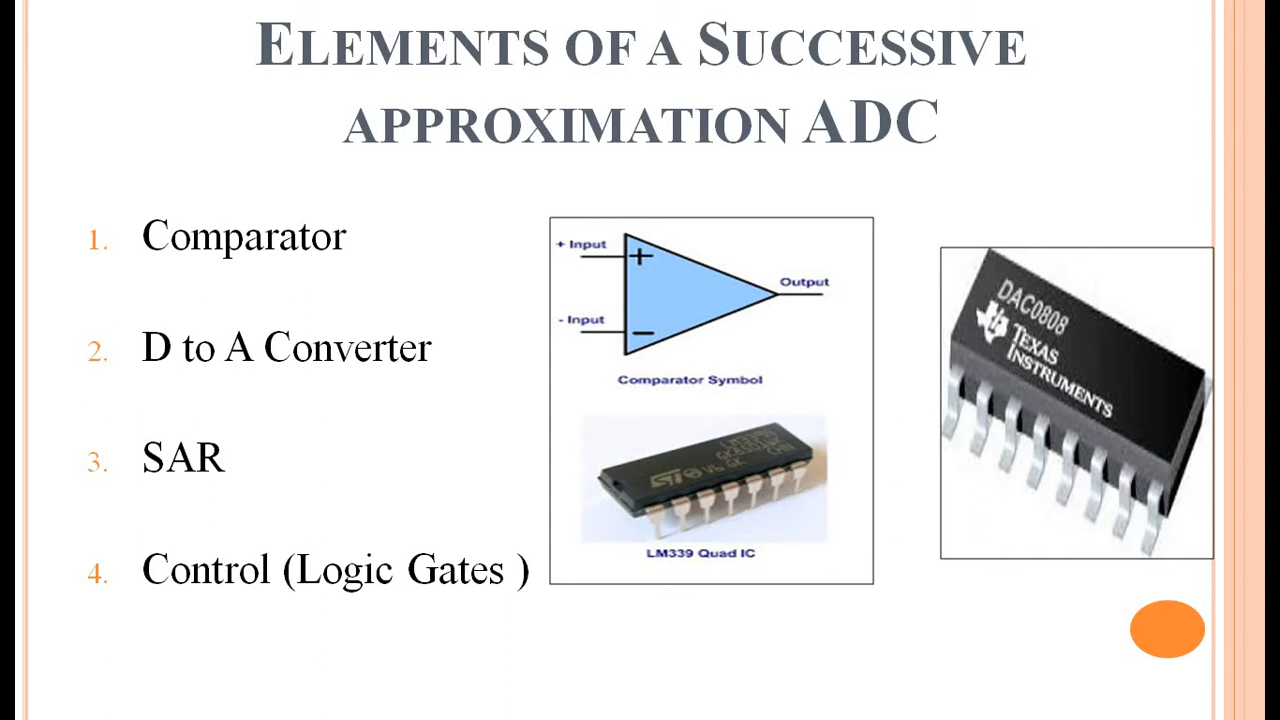 ELEMENTS OF A SUCCESSIVE
APPROXIMATION ADC
1. Comparator
2. D to A Converter
3. SAR
4. Control (Logic Gates )
+ Input
+
Output
- Input
−
Comparator Symbol
ST
LM339 Quad IC
DAC0808
TEXAS
INSTRUMENTS